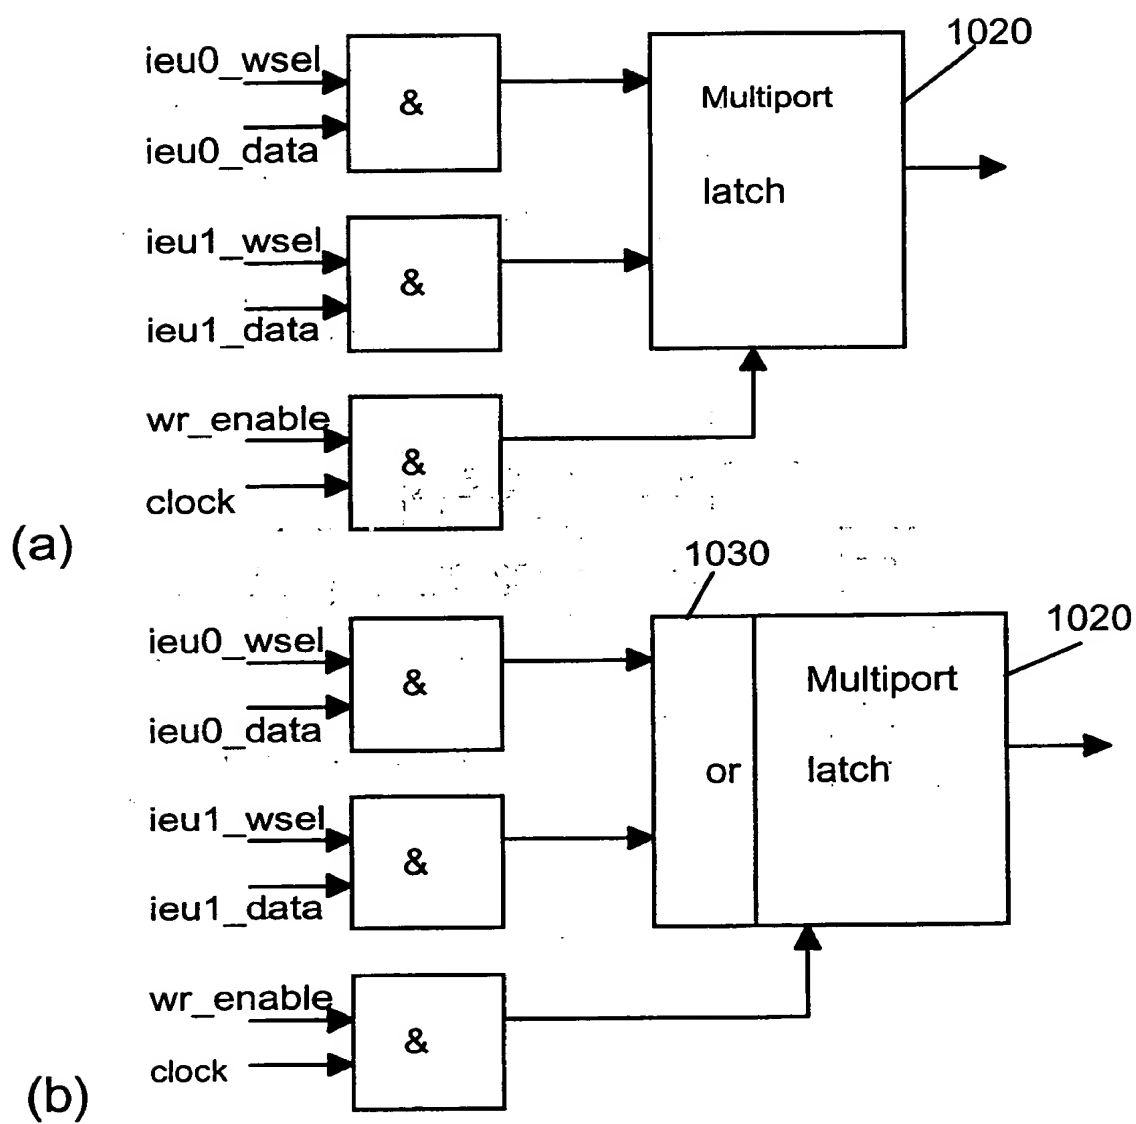 1020
ieu0_wsel
&
Multiport
ieu0_data
latch
ieu1_wsel
&
ieu1_data
wr_enable
&
clock
(a)
1030
1020
ieu0_wsel
&
Multiport
ieu0_data
or
latch
ieu1_wsel
&
ieu1_data
wr_enable
&
clock
(b)